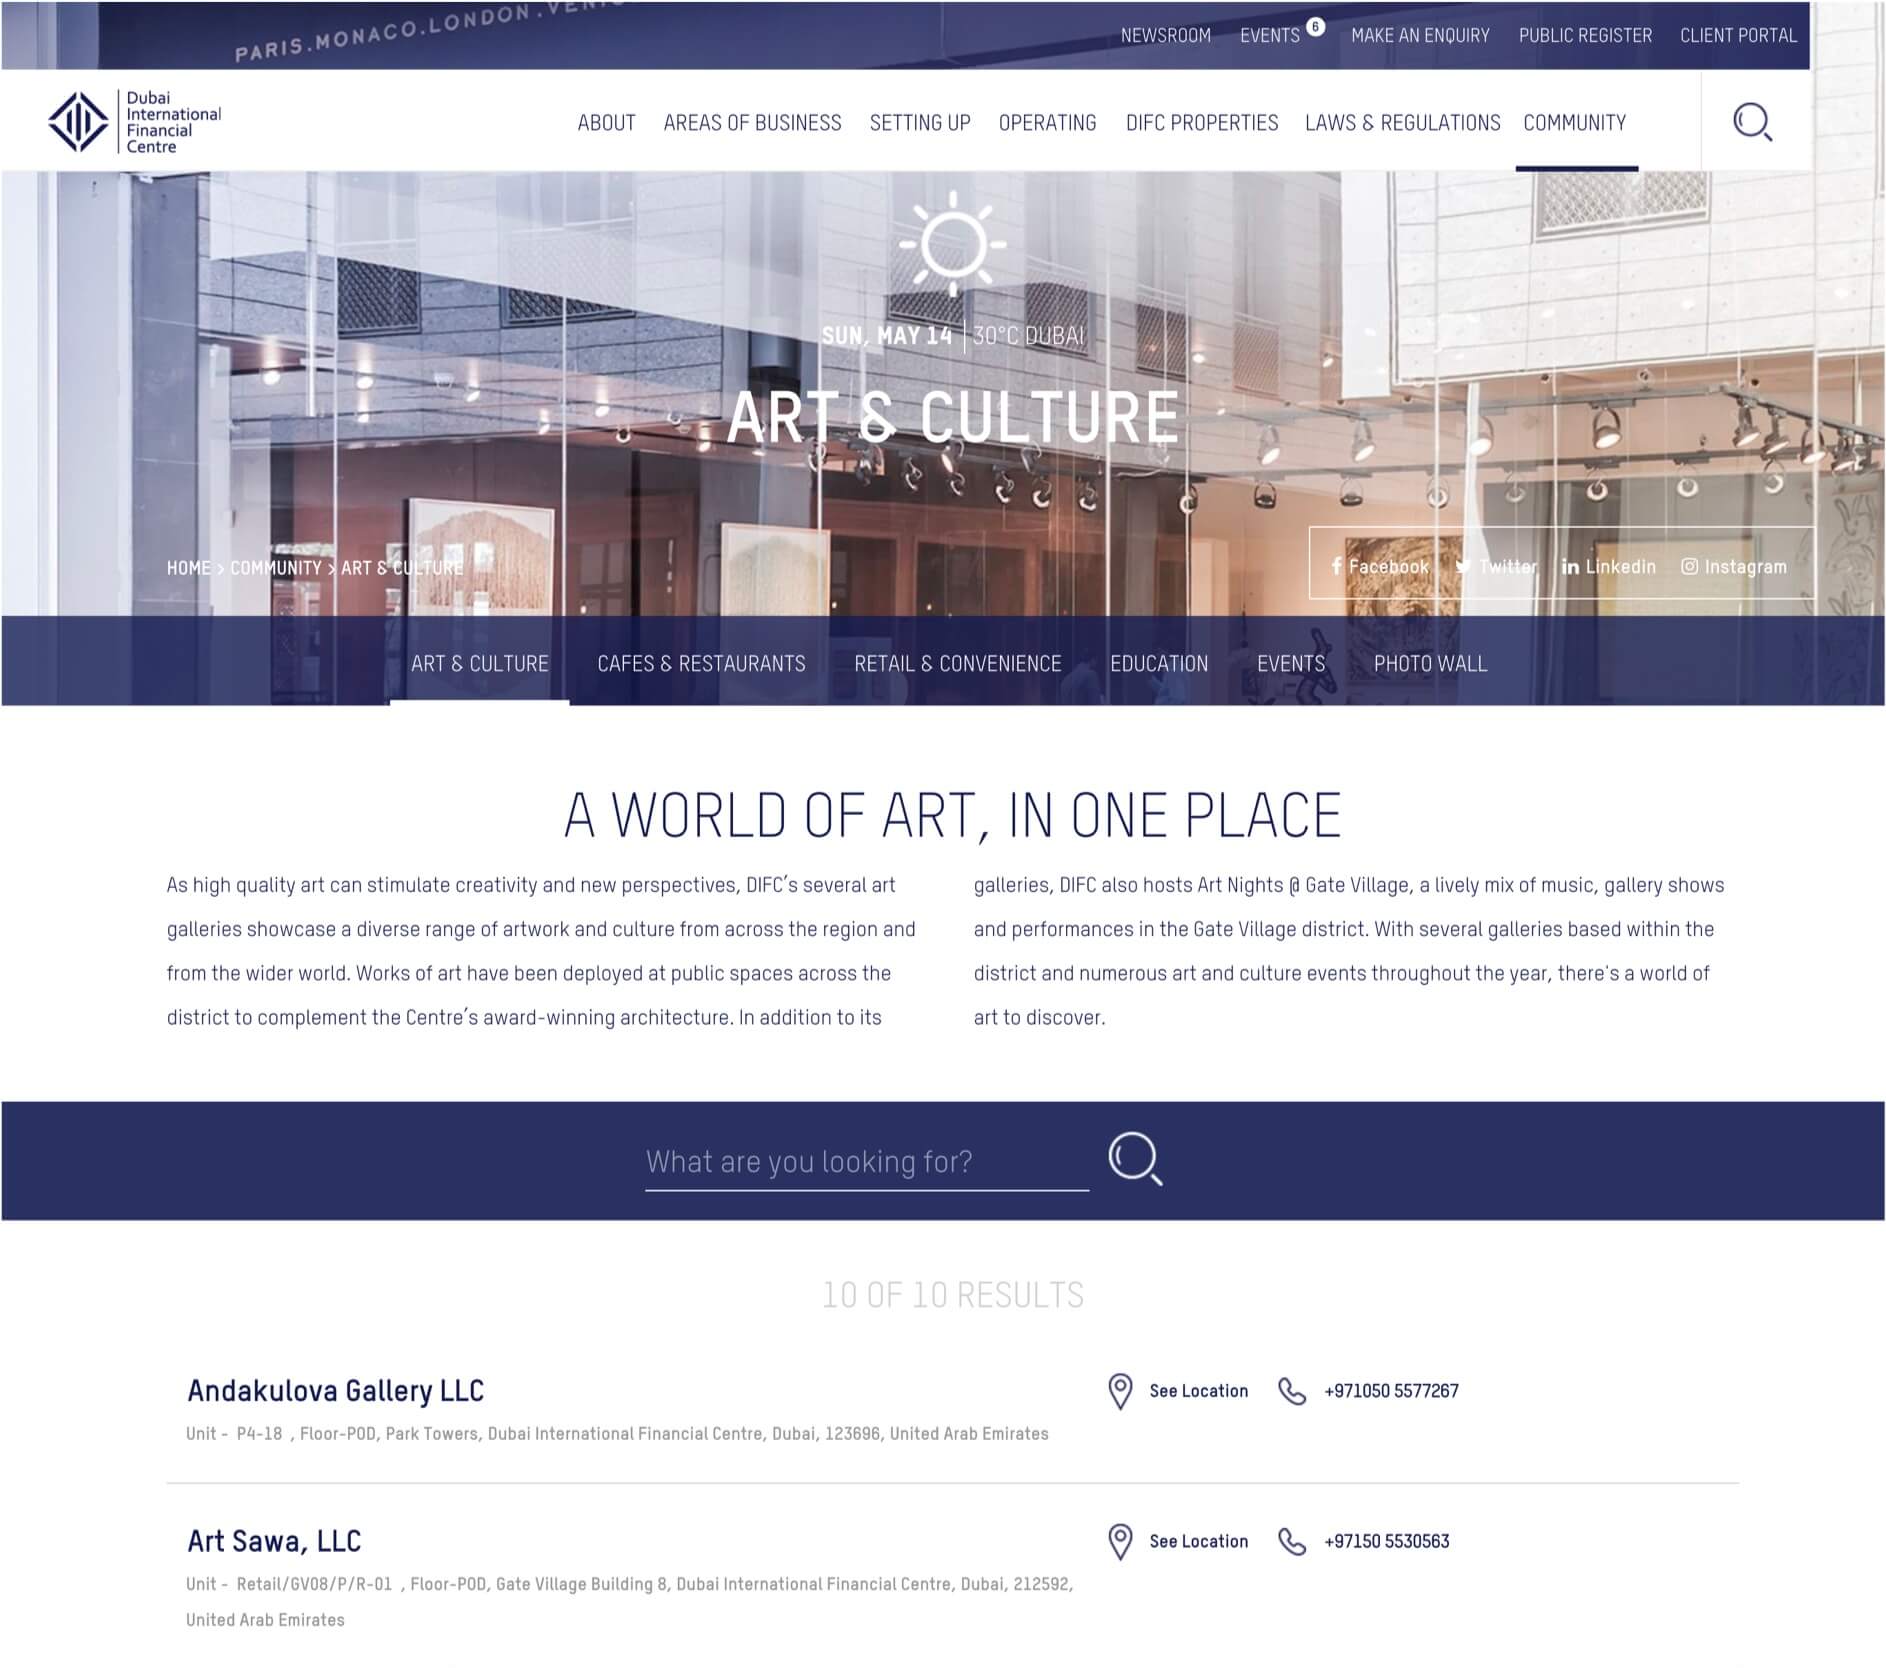 PARIS.MONACO.LONDON.
NEWSROOM EVENTS 6 MAKE AN ENQUIRY PUBLIC REGISTER CLIENT PORTAL
Dubai
International
Financial
Centre
ABOUT AREAS OF BUSINESS SETTING UP OPERATING DIFC PROPERTIES LAWS & REGULATIONS COMMUNITY
SUN, MAY 14 30°C DUBAI
ART & CULTURE
HOME > COMMUNITY > ART & CULTURE
Facebook Twitter Linkedin Instagram
ART & CULTURE CAFES & RESTAURANTS RETAIL & CONVENIENCE EDUCATION EVENTS PHOTO WALL
A WORLD OF ART, IN ONE PLACE
As high quality art can stimulate creativity and new perspectives, DIFC’s several art
galleries showcase a diverse range of artwork and culture from across the region and
from the wider world. Works of art have been deployed at public spaces across the
district to complement the Centre’s award-winning architecture. In addition to its
galleries, DIFC also hosts Art Nights @ Gate Village, a lively mix of music, gallery shows
and performances in the Gate Village district. With several galleries based within the
district and numerous art and culture events throughout the year, there's a world of
art to discover.
What are you looking for?
10 OF 10 RESULTS
Andakulova Gallery LLC
See Location +971050 5577267
Unit - P4-18 , Floor-POD, Park Towers, Dubai International Financial Centre, Dubai, 123696, United Arab Emirates
Art Sawa, LLC
See Location +97150 5530563
Unit - Retail/GV08/P/R-01 , Floor-POD, Gate Village Building 8, Dubai International Financial Centre, Dubai, 212592,
United Arab Emirates